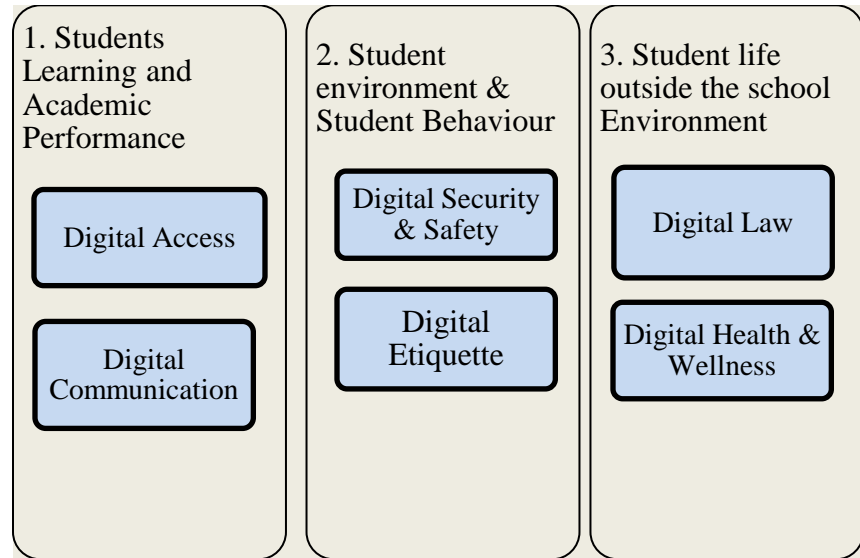 1. Students
Learning and
Academic
Performance
Digital Access
Digital
Communication
2. Student
environment &
Student Behaviour
Digital Security
& Safety
Digital
Etiquette
3. Student life
outside the school
Environment
Digital Law
Digital Health &
Wellness